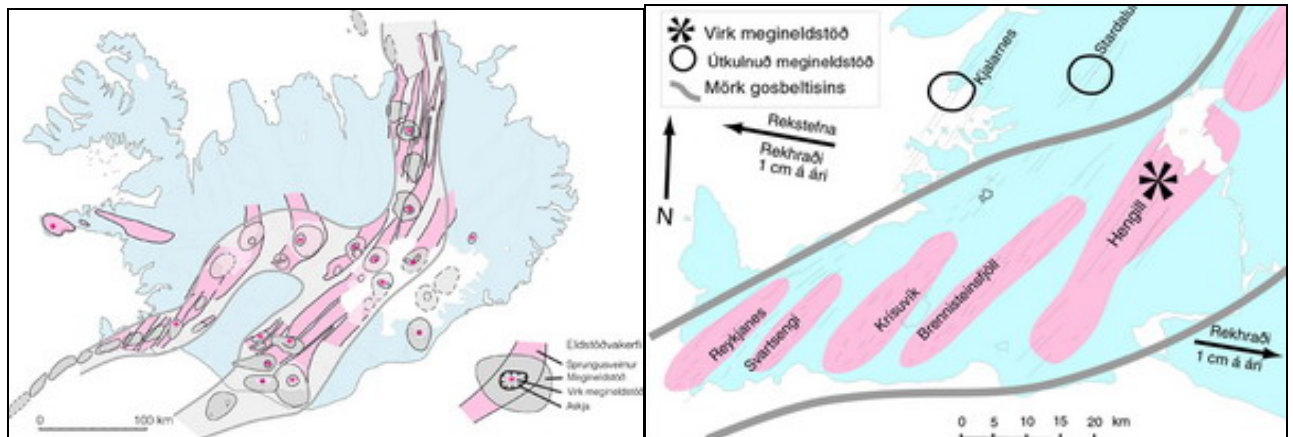 0
100 km
Eldstöðvakerfi
Sprungusveimur
Megineldstöð
Virk megineldstöð
Askja
Virk megineldstöð
Útkulnuð megineldstöð
Mörk gosbeltisins
Kjalarnes
Stardalur
Rekstefna
Rekhraði
1 cm á ári
N
Hengill
Reykjanes
Svartsengi
Krísuvík
Brennisteinsfjöll
Rekhraði
1 cm á ári
0 5 10 15 20 km